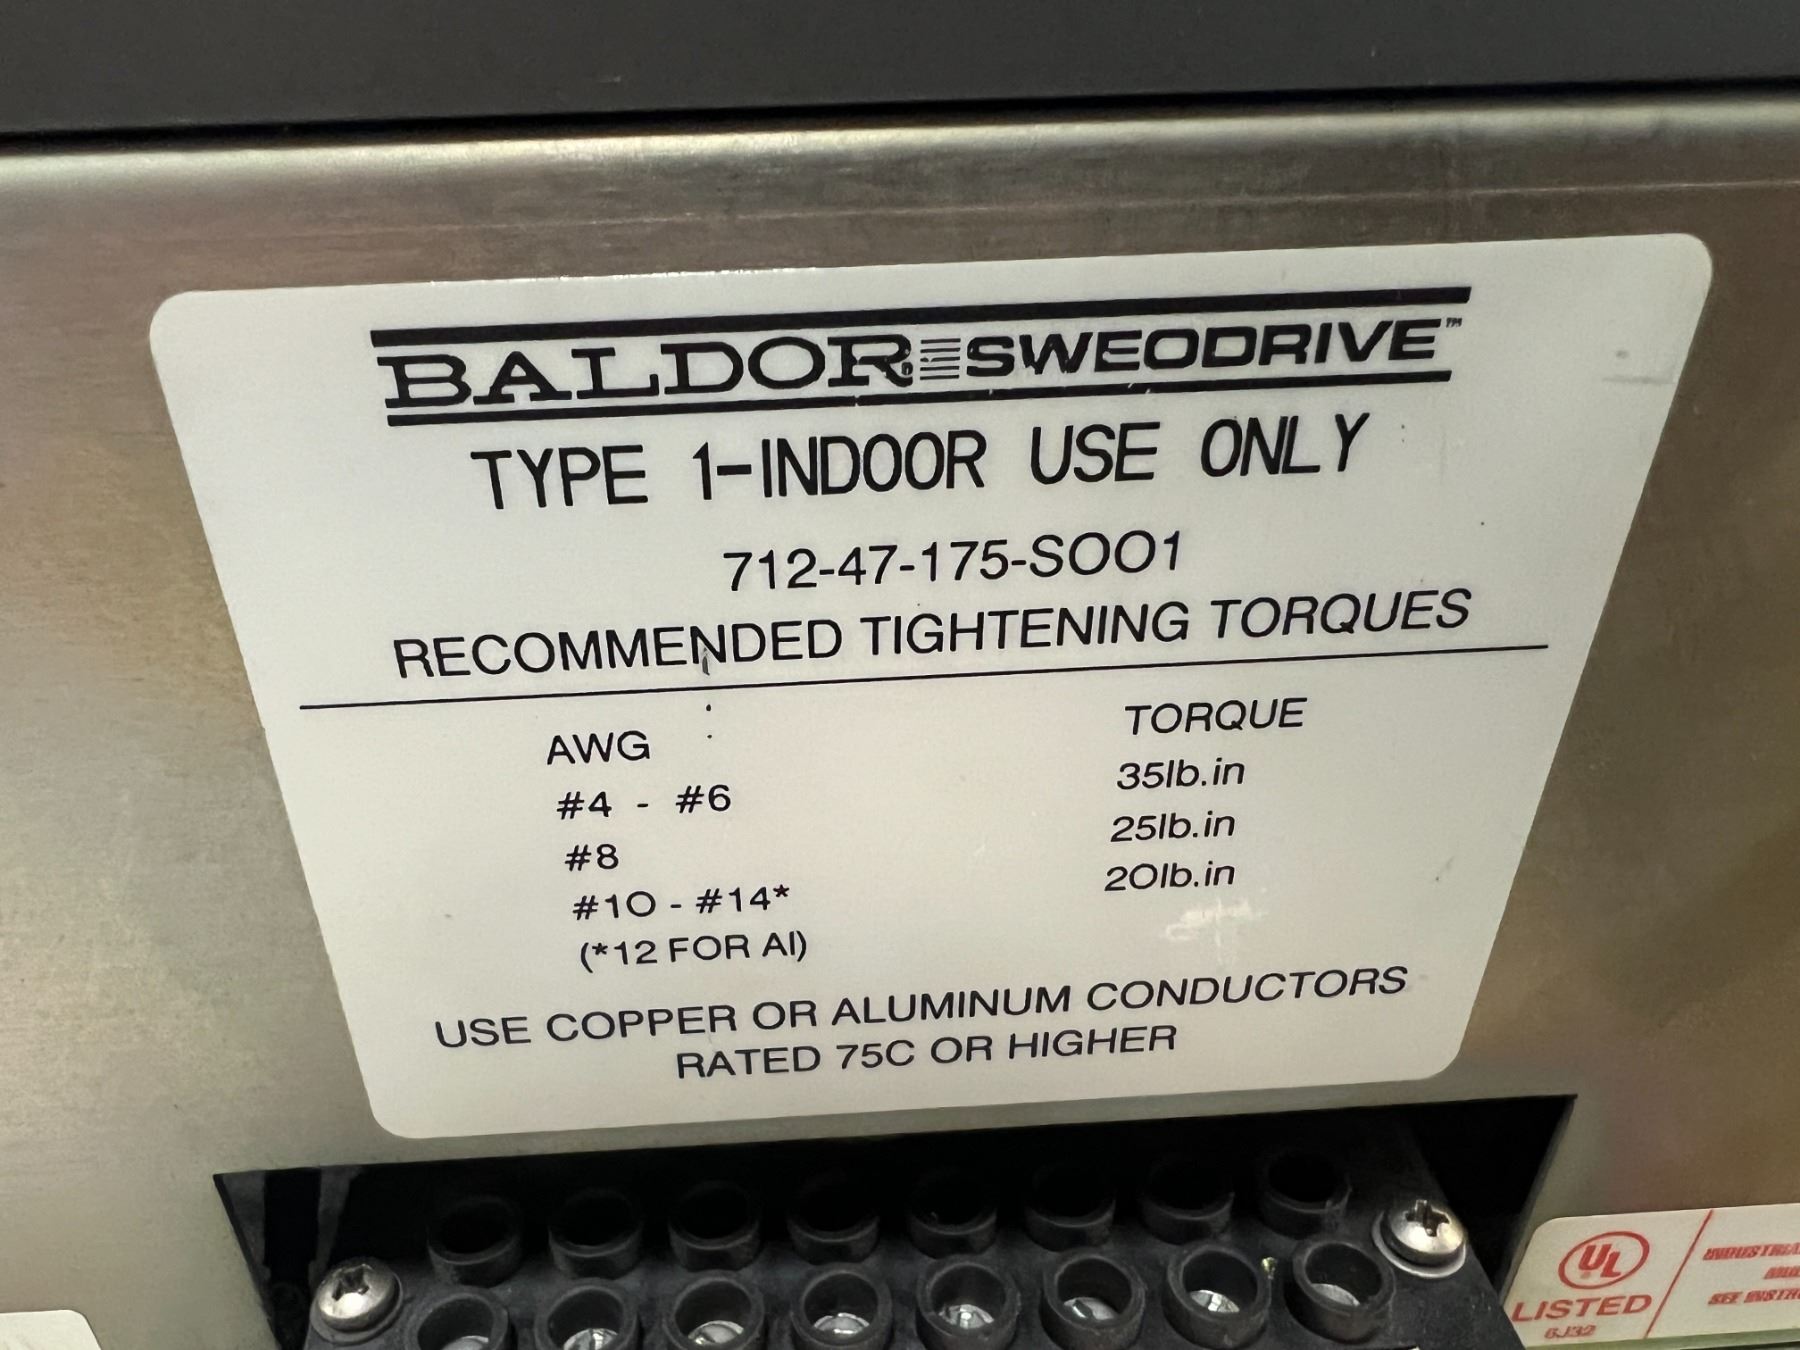 BALDOR SWEODRIVE™
TYPE 1-INDOOR USE ONLY
712-47-175-SOO1
RECOMMENDED TIGHTENING TORQUES
AWG TORQUE
#4 - #6 35lb.in
#8 25lb.in
#10 - #14* 20lb.in
(*12 FOR Al)
USE COPPER OR ALUMINUM CONDUCTORS
RATED 75C OR HIGHER
UL
LISTED
6J32